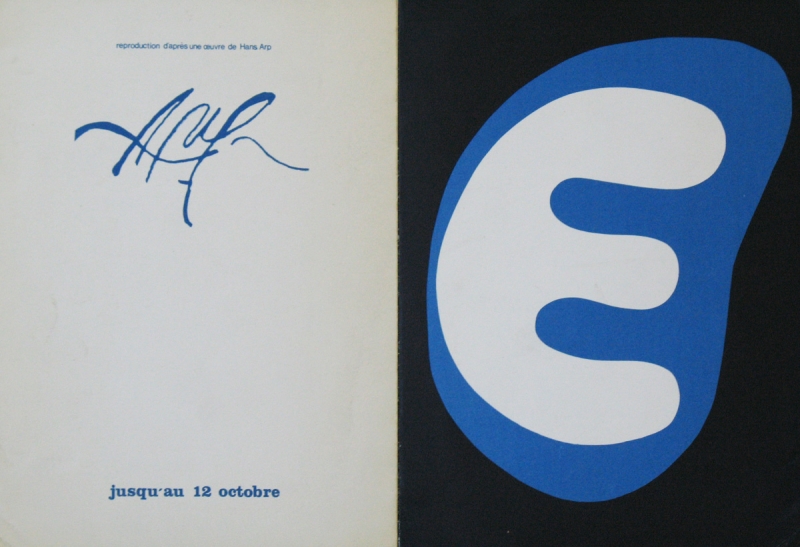 reproduction d'après une œuvre de Hans Arp
Arp
jusqu'au 12 octobre
E